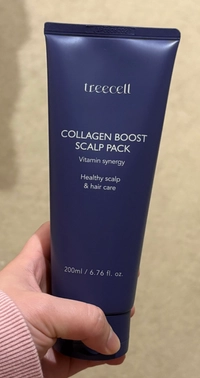 treecell
COLLAGEN BOOST
SCALP PACK
Vitamin synergy
Healthy scalp
& hair care
200ml / 6.76 fl. oz.